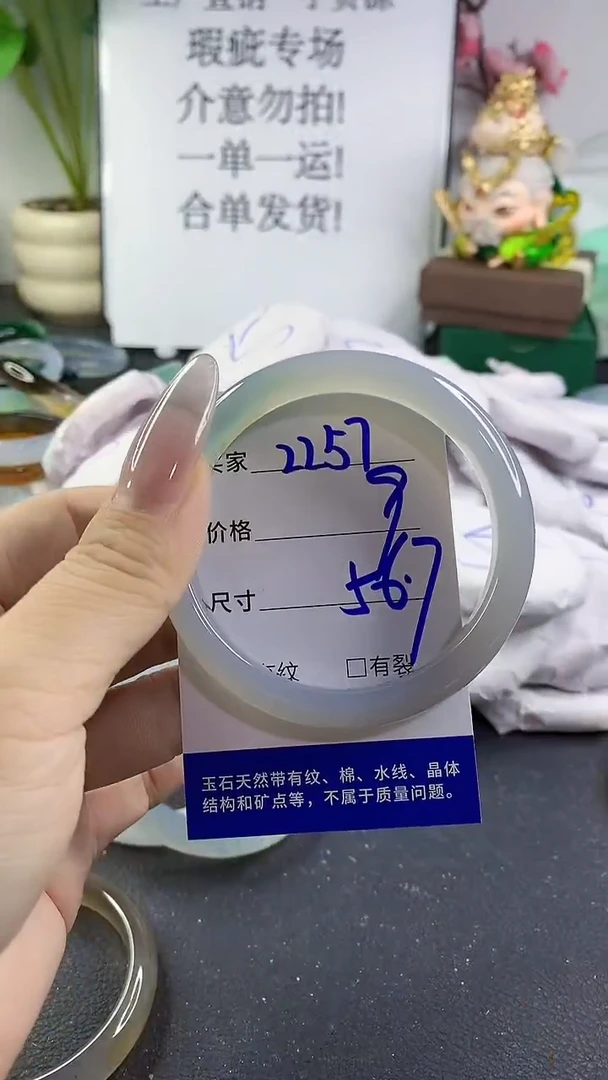 瑕疵专场
介意勿拍!
一单一运!
合单发货!
家 2257
价格
尺寸 56.7
纹 □有裂
玉石天然带有纹、棉、水线、晶体
结构和矿点等，不属于质量问题。